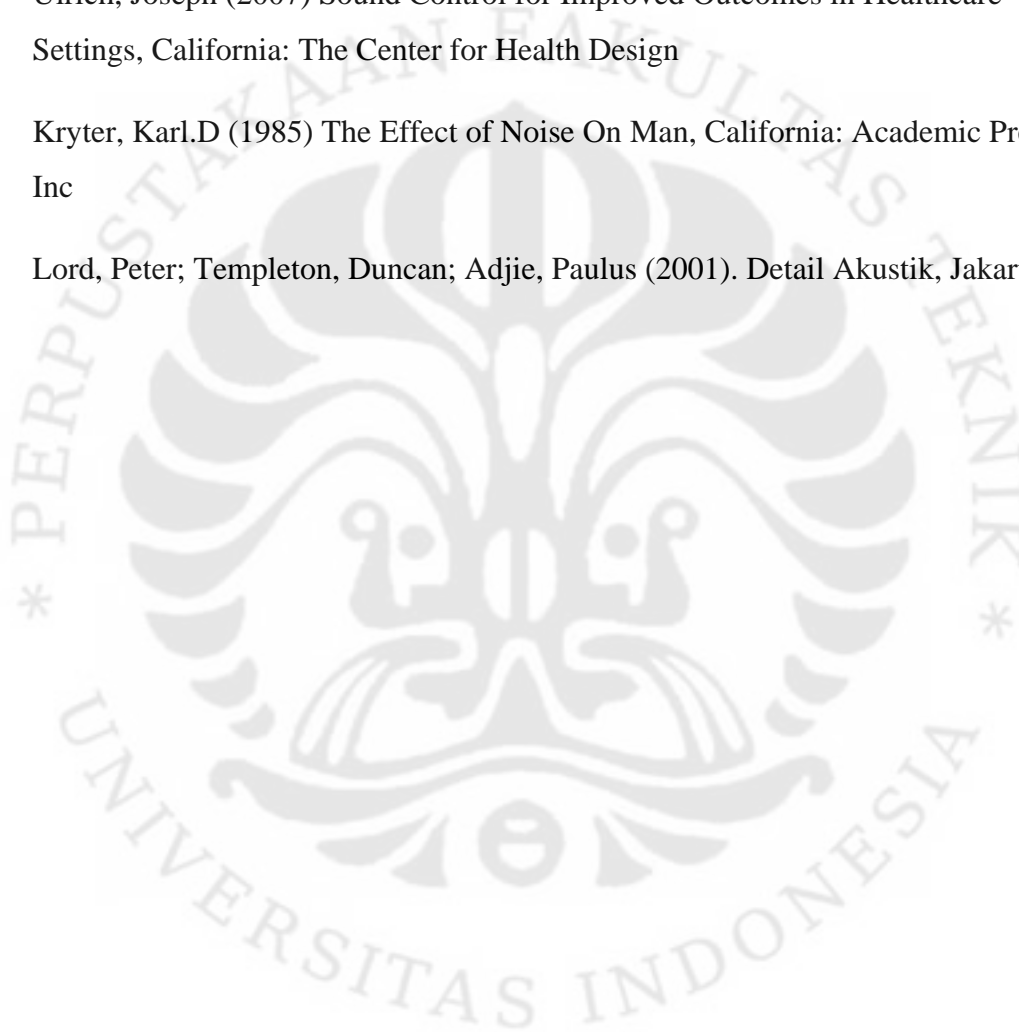 Ulrich, Joseph (2007) Sound Control for Improved Outcomes in Healthcare
Settings, California: The Center for Health Design
Kryter, Karl.D (1985) The Effect of Noise On Man, California: Academic Pr
Inc
Lord, Peter; Templeton, Duncan; Adjie, Paulus (2001). Detail Akustik, Jakar
* PERPUSTAKAAN FAKULTAS TEKNIK *
UNIVERSITAS INDONESIA